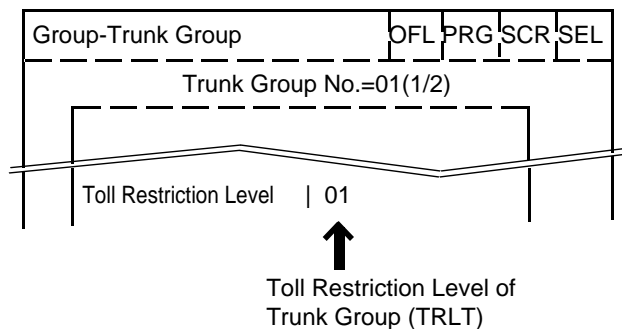 Group-Trunk Group OFL PRG SCR SEL
Trunk Group No.=01(1/2)
Toll Restriction Level | 01
Toll Restriction Level of
Trunk Group (TRLT)